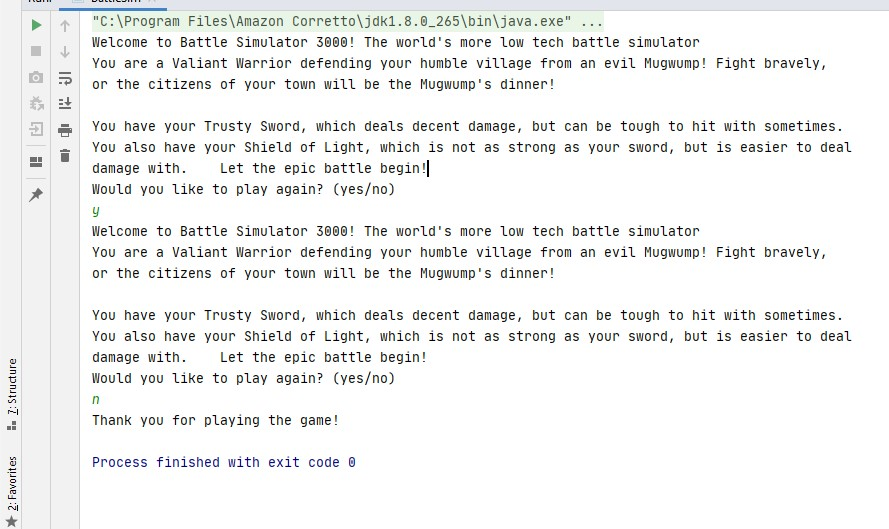 "C:\Program Files\Amazon Corretto\jdk1.8.0_265\bin\java.exe" ...
Welcome to Battle Simulator 3000! The world's more low tech battle simulator
You are a Valiant Warrior defending your humble village from an evil Mugwump! Fight bravely,
or the citizens of your town will be the Mugwump's dinner!
You have your Trusty Sword, which deals decent damage, but can be tough to hit with sometimes.
You also have your Shield of Light, which is not as strong as your sword, but is easier to deal
damage with.    Let the epic battle begin!
Would you like to play again? (yes/no)
y
Welcome to Battle Simulator 3000! The world's more low tech battle simulator
You are a Valiant Warrior defending your humble village from an evil Mugwump! Fight bravely,
or the citizens of your town will be the Mugwump's dinner!
You have your Trusty Sword, which deals decent damage, but can be tough to hit with sometimes.
You also have your Shield of Light, which is not as strong as your sword, but is easier to deal
damage with.    Let the epic battle begin!
Would you like to play again? (yes/no)
n
Thank you for playing the game!
Process finished with exit code 0
7: Structure
2: Favorites